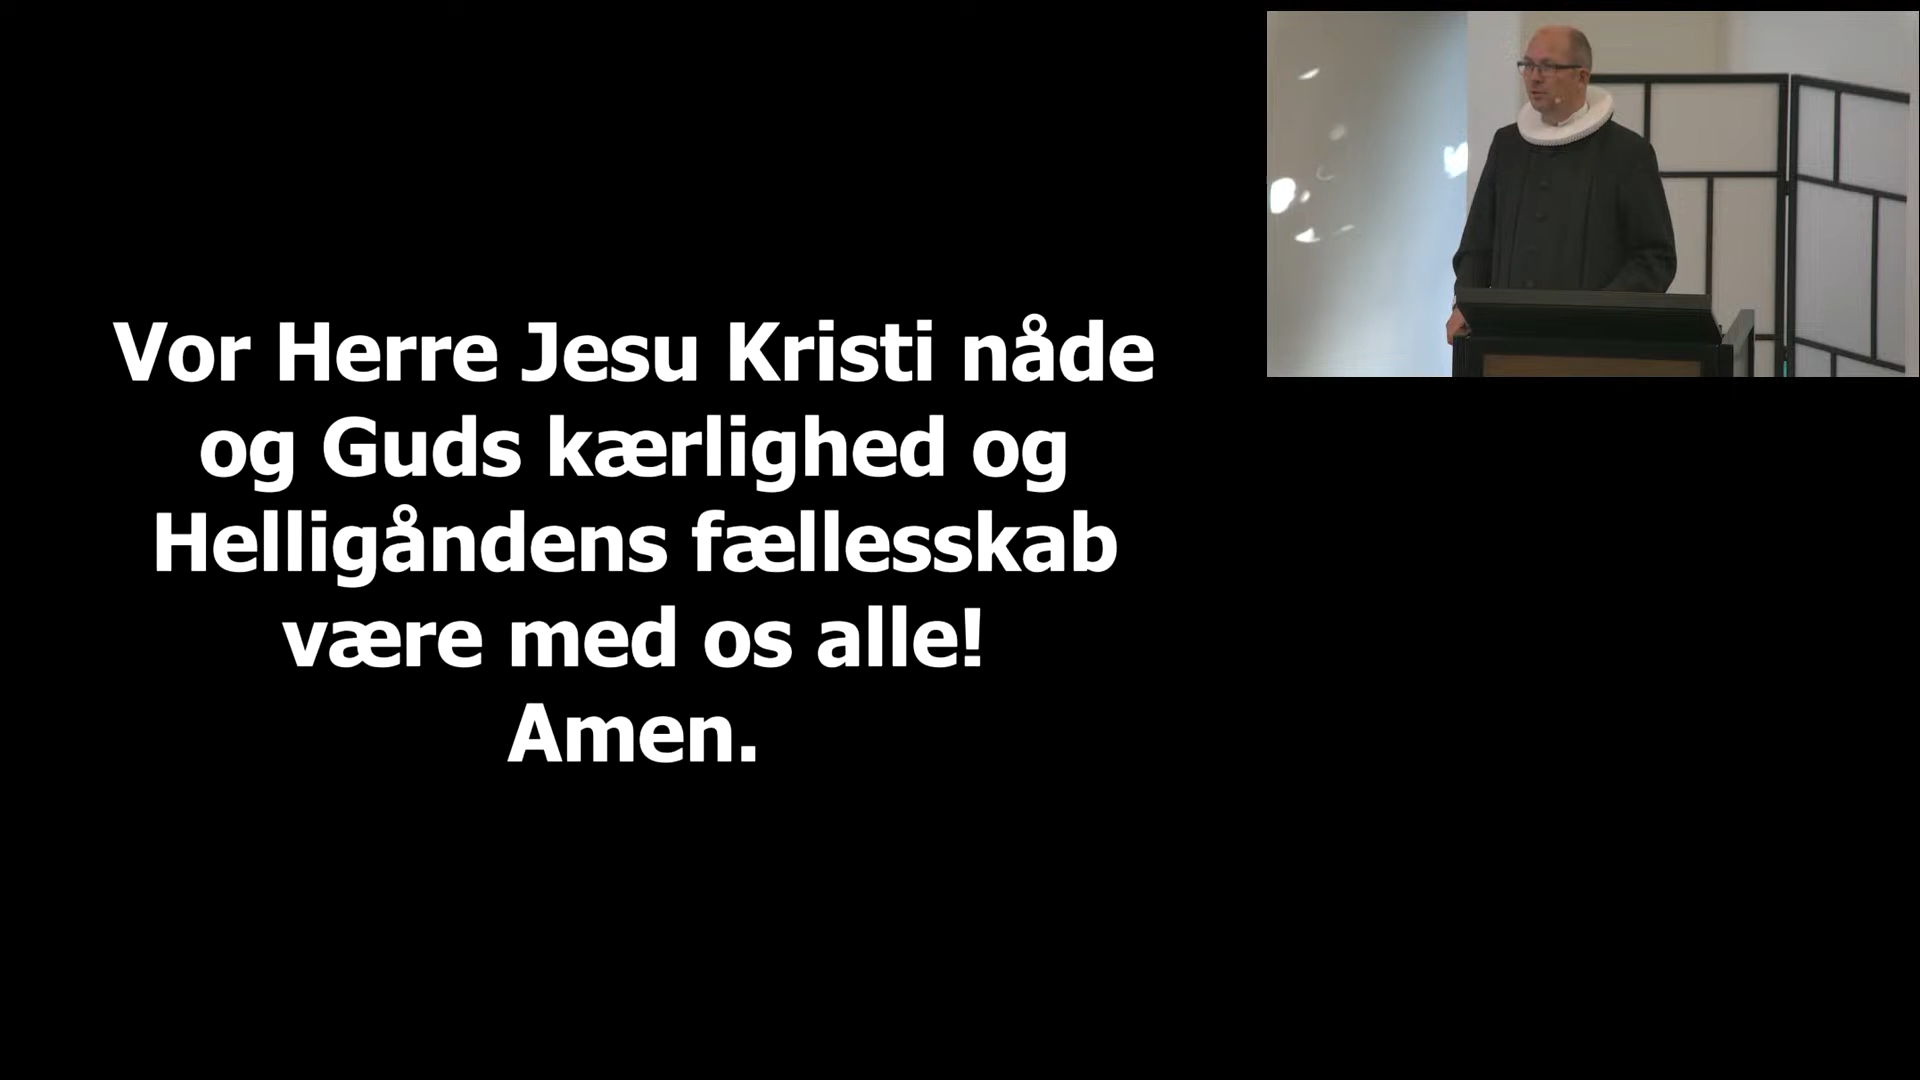 Vor Herre Jesu Kristi nåde
og Guds kærlighed og
Helligåndens fællesskab
være med os alle!
Amen.